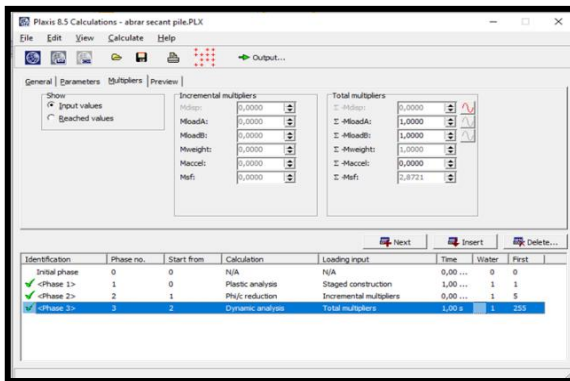 Plaxis 8.5 Calculations - abrar secant pile.PLX
File Edit View Calculate Help
Output...
General Parameters Multipliers Preview
Show
Input values
Reached values
Incremental multipliers
Mdisp: 0,0000
MloadA: 0,0000
MloadB: 0,0000
Mweight: 0,0000
Maccel: 0,0000
Msf: 0,0000
Total multipliers
Σ -Mdisp: 0,0000
Σ -MloadA: 1,0000
Σ -MloadB: 1,0000
Σ -Mweight: 1,0000
Σ -Maccel: 0,0000
Σ -Msf: 2,8721
Next Insert Delete...
Identification Phase no. Start from Calculation Loading input Time Water First
Initial phase 0 0 N/A N/A 0,00 ... 0 0
<Phase 1> 1 0 Plastic analysis Staged construction 1,00 ... 1 1
<Phase 2> 2 1 Phi/c reduction Incremental multipliers 0,00 ... 1 5
<Phase 3> 3 2 Dynamic analysis Total multipliers 1,00 s 1 255